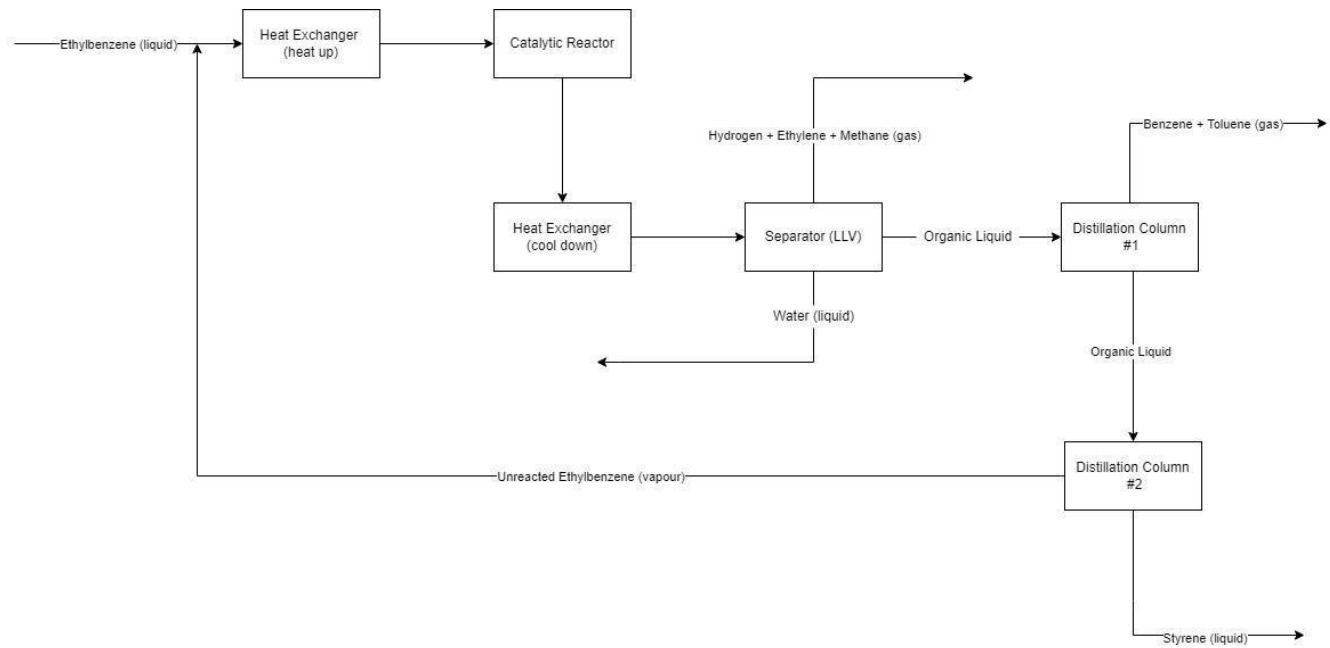 Ethylbenzene (liquid)
Heat Exchanger
(heat up)
Catalytic Reactor
Hydrogen + Ethylene + Methane (gas)
Benzene + Toluene (gas)
Heat Exchanger
(cool down)
Separator (LLV)
Organic Liquid
Distillation Column
#1
Water (liquid)
Organic Liquid
Unreacted Ethylbenzene (vapour)
Distillation Column
#2
Styrene (liquid)